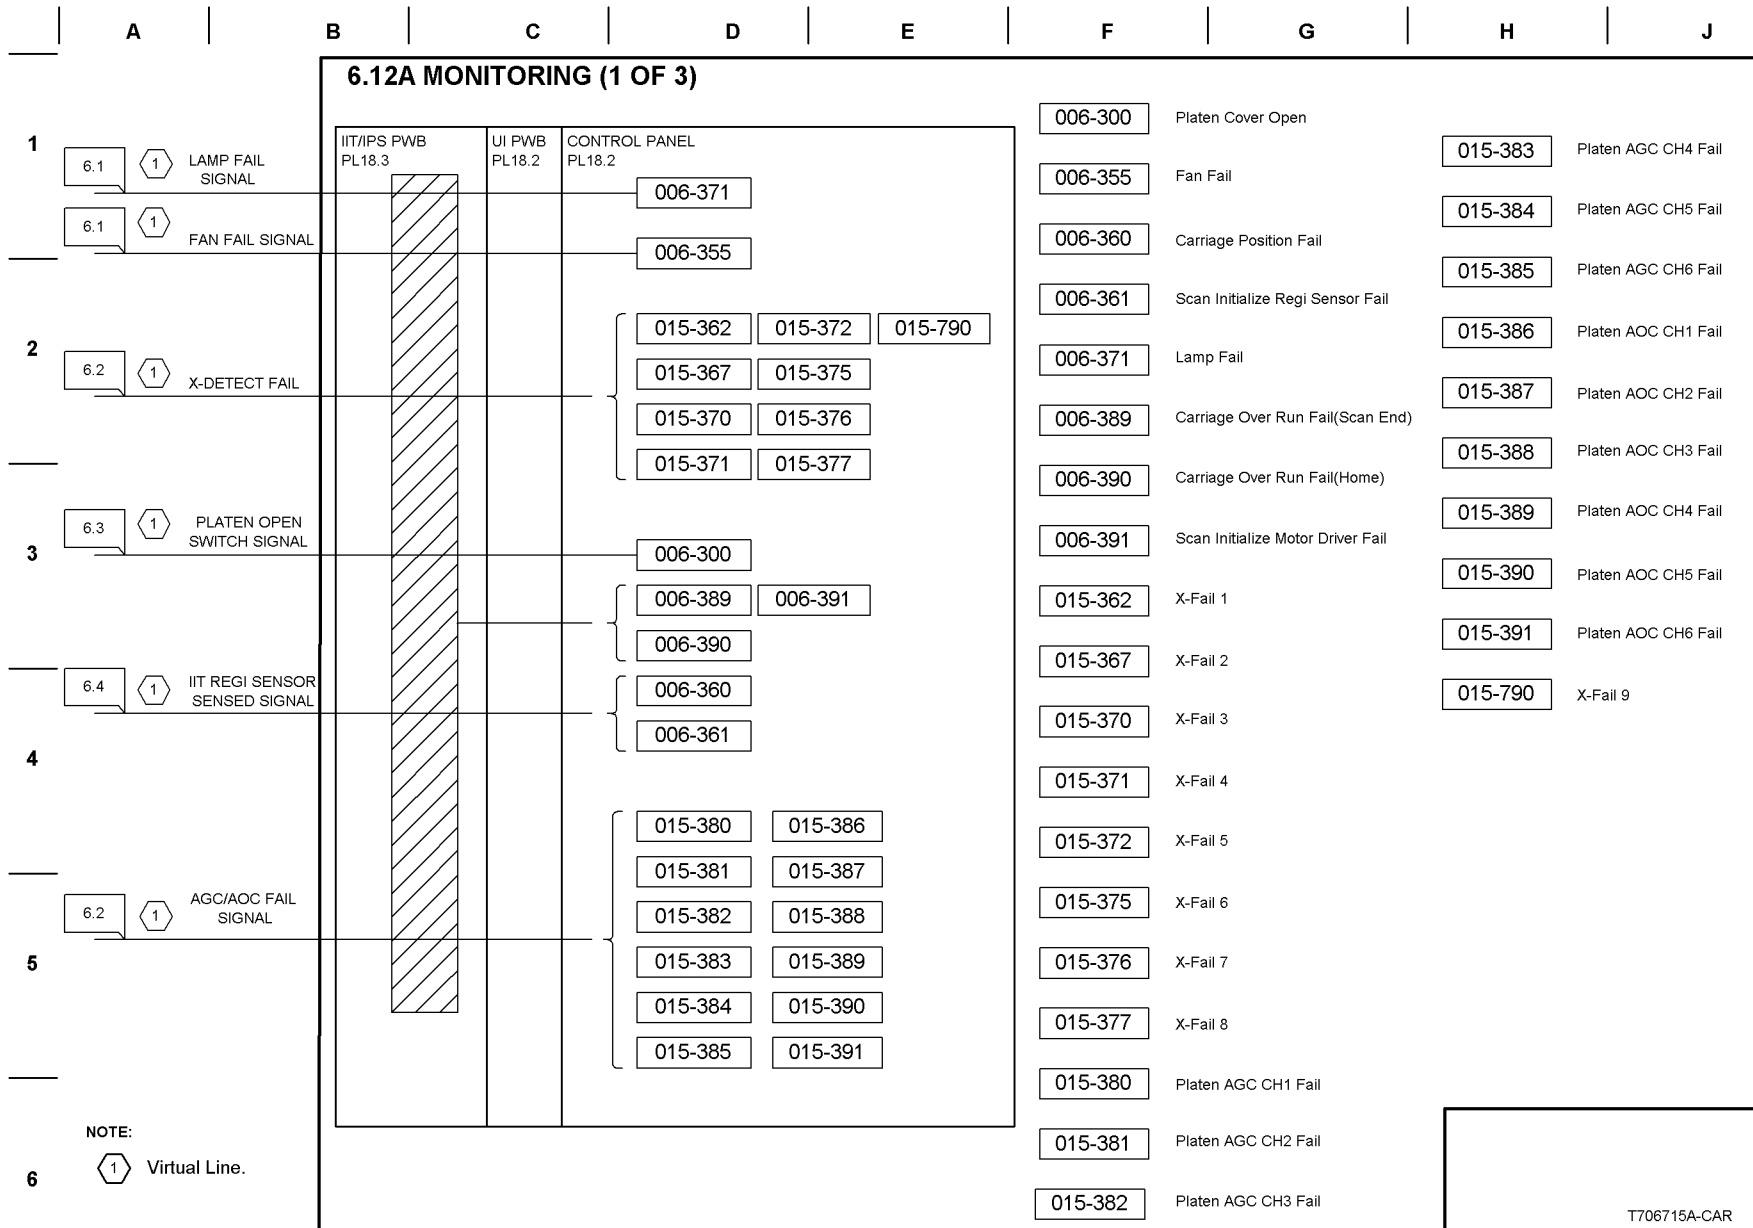 A B C D E F G H J
6.12A MONITORING (1 OF 3)
1
2
3
4
5
6
IIT/IPS PWB
PL18.3
UI PWB
PL18.2
CONTROL PANEL
PL18.2
6.1 1 LAMP FAIL
SIGNAL
006-371
6.1 1 FAN FAIL SIGNAL
006-355
6.2 1 X-DETECT FAIL
015-362 015-372 015-790
015-367 015-375
015-370 015-376
015-371 015-377
6.3 1 PLATEN OPEN
SWITCH SIGNAL
006-300
006-389 006-391
006-390
6.4 1 IIT REGI SENSOR
SENSED SIGNAL
006-360
006-361
6.2 1 AGC/AOC FAIL
SIGNAL
015-380 015-386
015-381 015-387
015-382 015-388
015-383 015-389
015-384 015-390
015-385 015-391
NOTE:
1 Virtual Line.
006-300 Platen Cover Open
006-355 Fan Fail
006-360 Carriage Position Fail
006-361 Scan Initialize Regi Sensor Fail
006-371 Lamp Fail
006-389 Carriage Over Run Fail(Scan End)
006-390 Carriage Over Run Fail(Home)
006-391 Scan Initialize Motor Driver Fail
015-362 X-Fail 1
015-367 X-Fail 2
015-370 X-Fail 3
015-371 X-Fail 4
015-372 X-Fail 5
015-375 X-Fail 6
015-376 X-Fail 7
015-377 X-Fail 8
015-380 Platen AGC CH1 Fail
015-381 Platen AGC CH2 Fail
015-382 Platen AGC CH3 Fail
015-383 Platen AGC CH4 Fail
015-384 Platen AGC CH5 Fail
015-385 Platen AGC CH6 Fail
015-386 Platen AOC CH1 Fail
015-387 Platen AOC CH2 Fail
015-388 Platen AOC CH3 Fail
015-389 Platen AOC CH4 Fail
015-390 Platen AOC CH5 Fail
015-391 Platen AOC CH6 Fail
015-790 X-Fail 9
T706715A-CAR